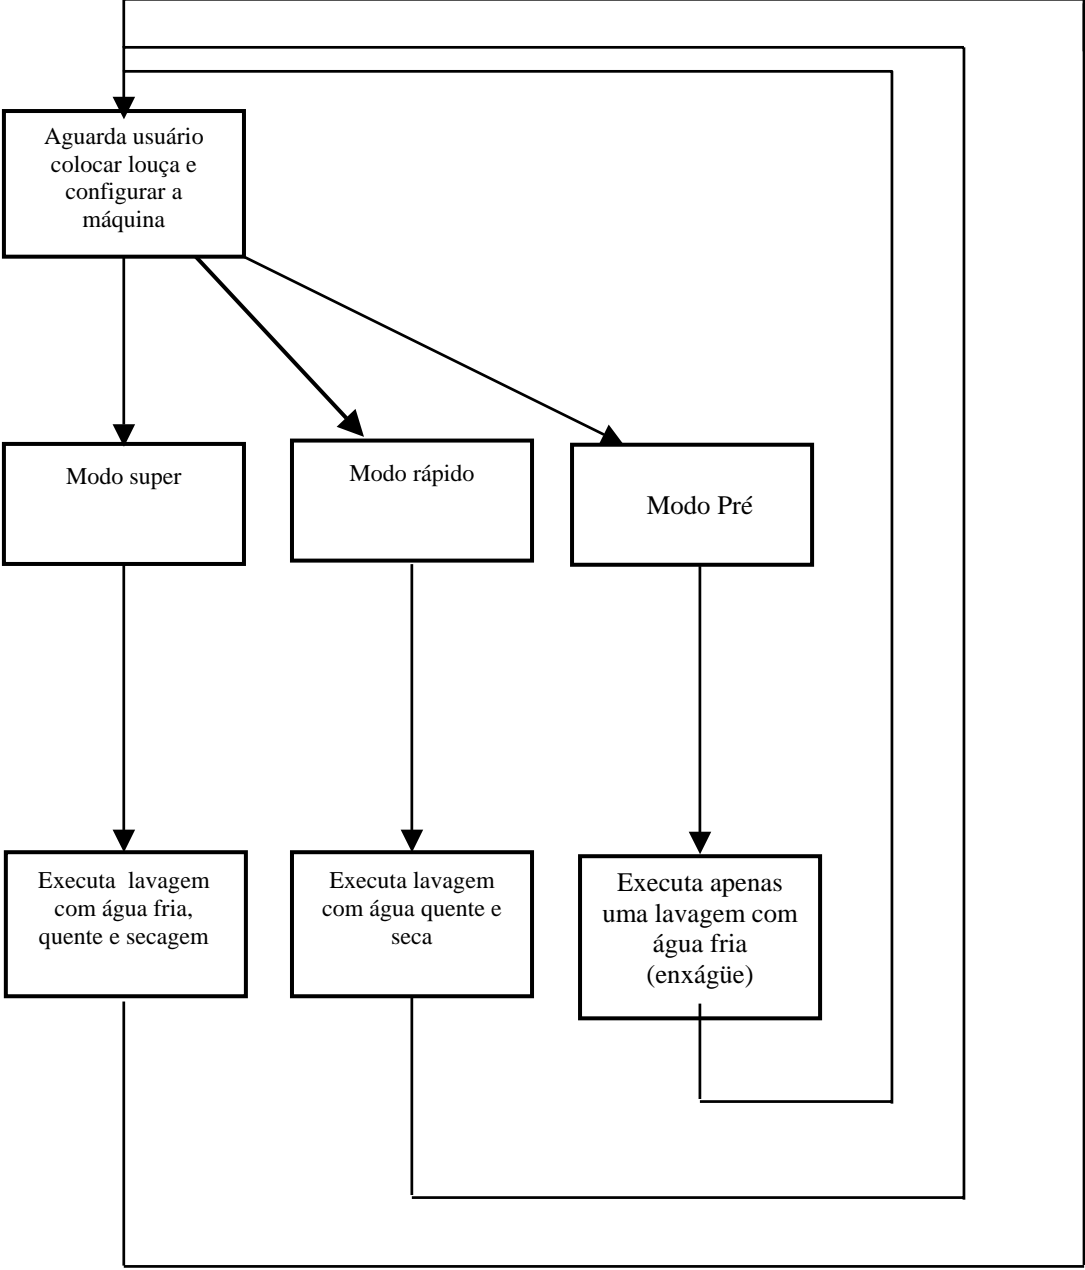 Aguarda usuário
colocar louça e
configurar a
máquina
Modo super
Modo rápido
Modo Pré
Executa lavagem
com água fria,
quente e secagem
Executa lavagem
com água quente e
seca
Executa apenas
uma lavagem com
água fria
(enxágüe)